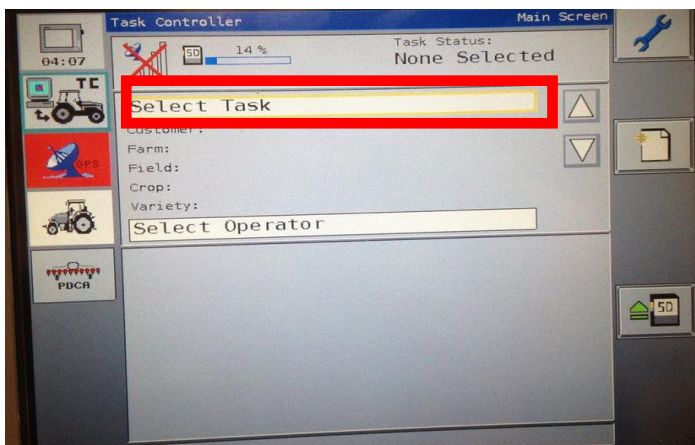 Task Controller
Main Screen
04:07
SD
14 %
Task Status:
None Selected
TC
Select Task
Customer:
Farm:
GPS
Field:
Crop:
Variety:
Select Operator
PDCA
SD